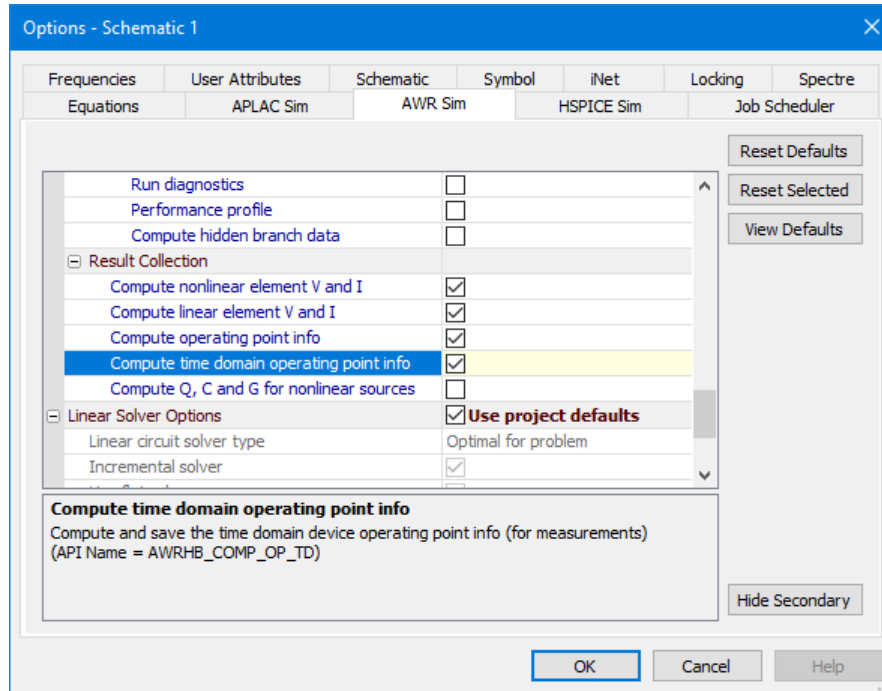 Options - Schematic 1
Frequencies User Attributes Schematic Symbol iNet Locking Spectre
Equations APLAC Sim AWR Sim HSPICE Sim Job Scheduler
Reset Defaults
Run diagnostics
Reset Selected
Performance profile
Compute hidden branch data
View Defaults
Result Collection
Compute nonlinear element V and I
Compute linear element V and I
Compute operating point info
Compute time domain operating point info
Compute Q, C and G for nonlinear sources
Linear Solver Options Use project defaults
Linear circuit solver type Optimal for problem
Incremental solver
Compute time domain operating point info
Compute and save the time domain device operating point info (for measurements)
(API Name = AWRHB_COMP_OP_TD)
Hide Secondary
OK Cancel Help